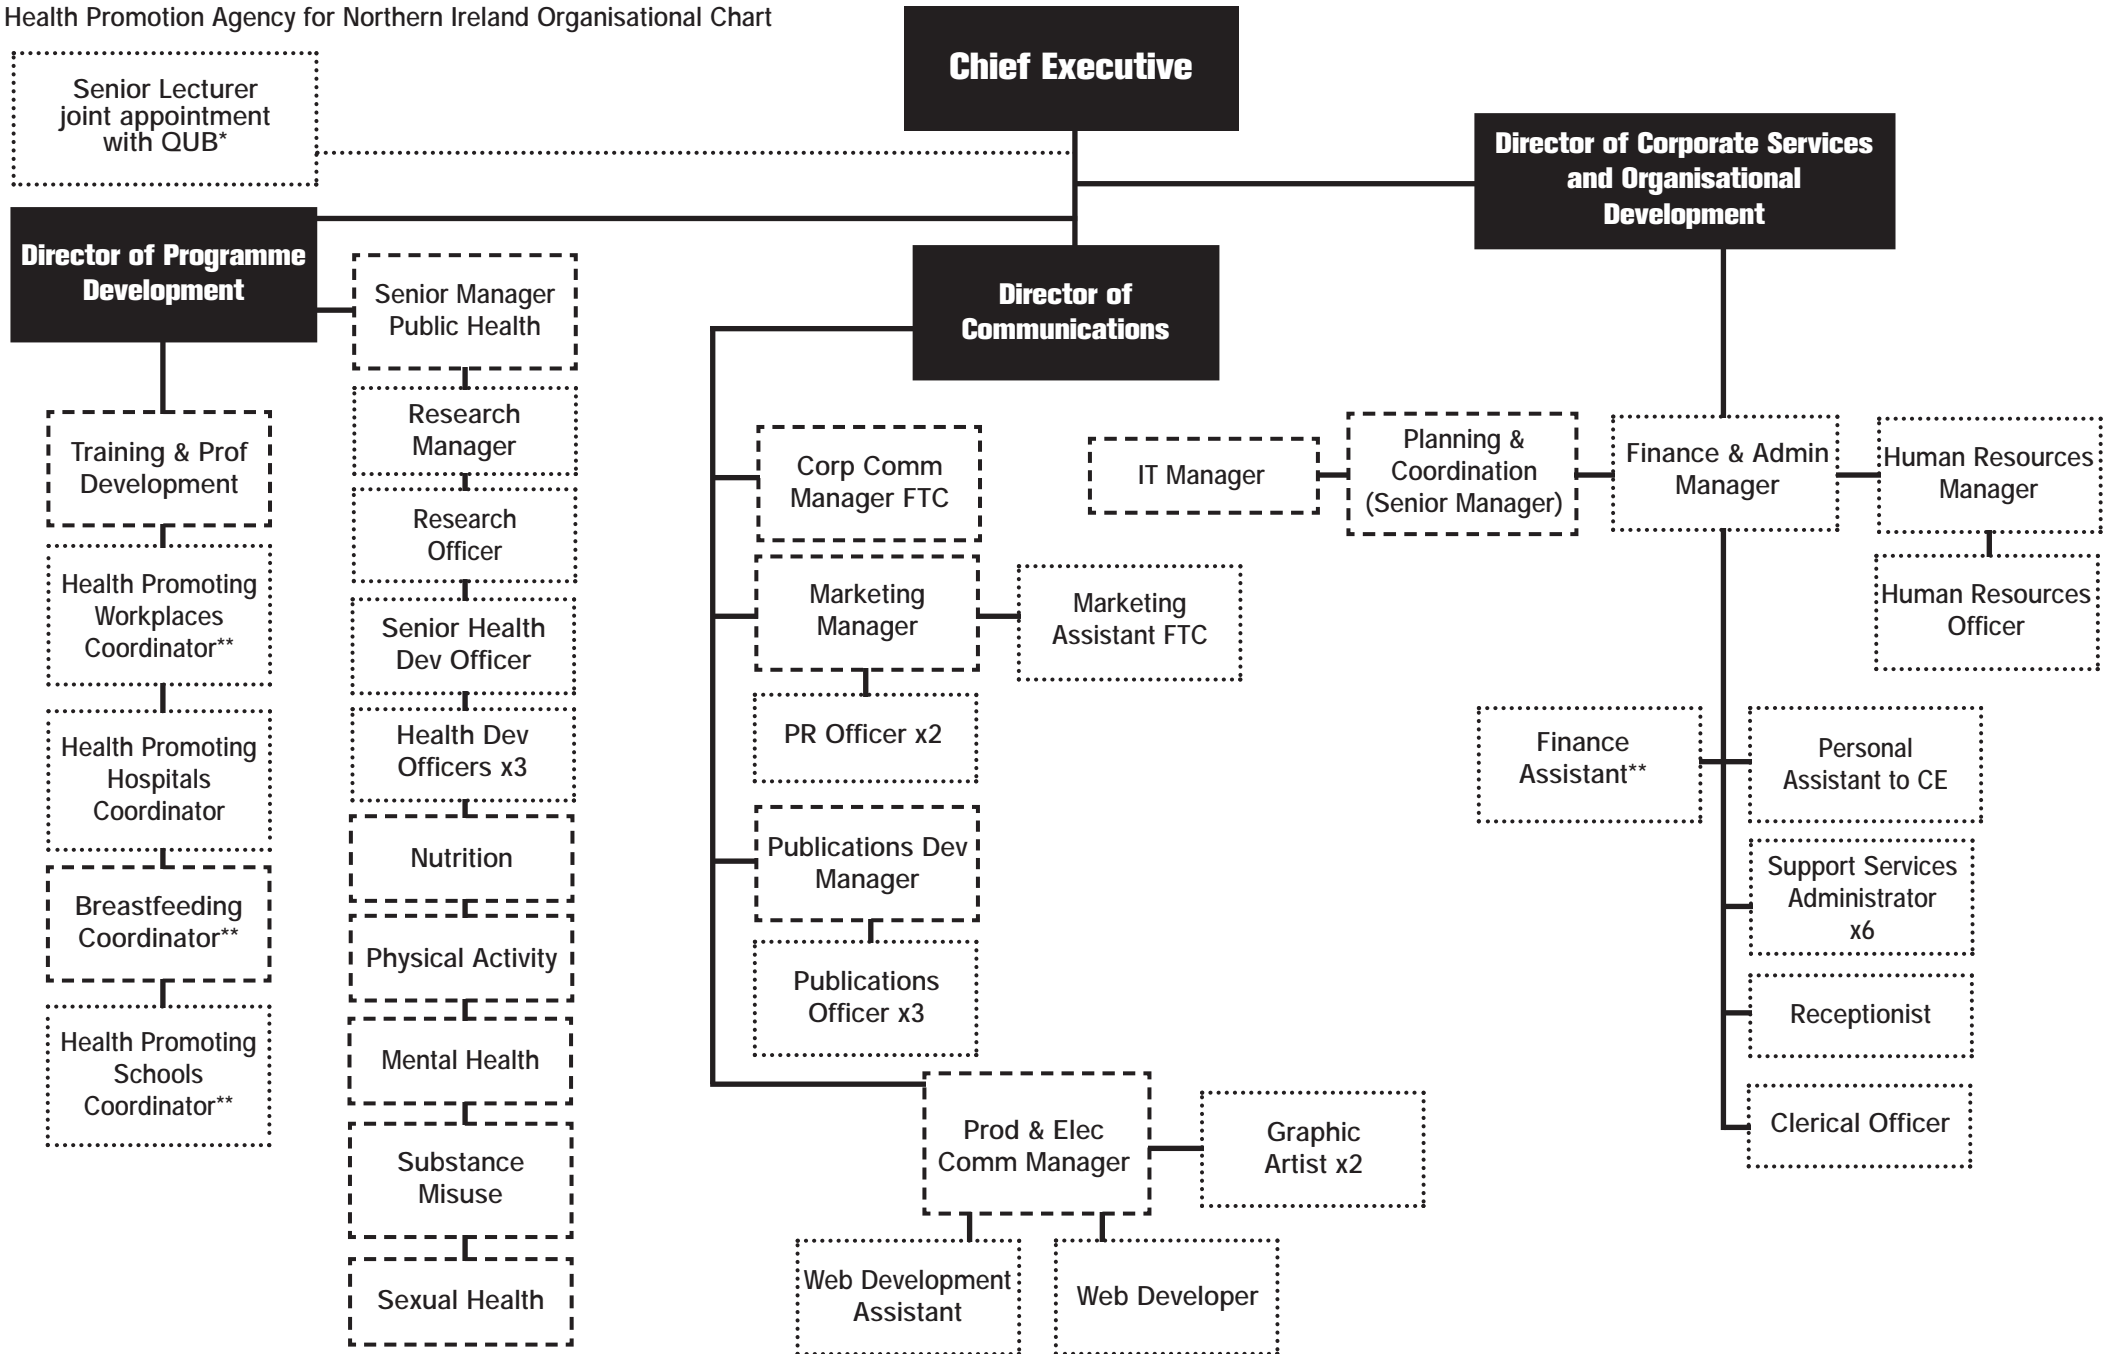 Health Promotion Agency for Northern Ireland Organisational Chart
Chief Executive
Senior Lecturer
joint appointment
with QUB*
Director of Corporate Services
and Organisational
Development
Director of Programme
Development
Senior Manager
Public Health
Director of
Communications
Training & Prof
Development
Health Promoting
Workplaces
Coordinator**
Health Promoting
Hospitals
Coordinator
Breastfeeding
Coordinator**
Health Promoting
Schools
Coordinator**
Research
Manager
Research
Officer
Senior Health
Dev Officer
Health Dev
Officers x3
Nutrition
Physical Activity
Mental Health
Substance
Misuse
Sexual Health
Corp Comm
Manager FTC
Marketing
Manager
Marketing
Assistant FTC
PR Officer x2
Publications Dev
Manager
Publications
Officer x3
Prod & Elec
Comm Manager
Graphic
Artist x2
Web Development
Assistant
Web Developer
IT Manager
Planning &
Coordination
(Senior Manager)
Finance & Admin
Manager
Human Resources
Manager
Human Resources
Officer
Finance
Assistant**
Personal
Assistant to CE
Support Services
Administrator
x6
Receptionist
Clerical Officer